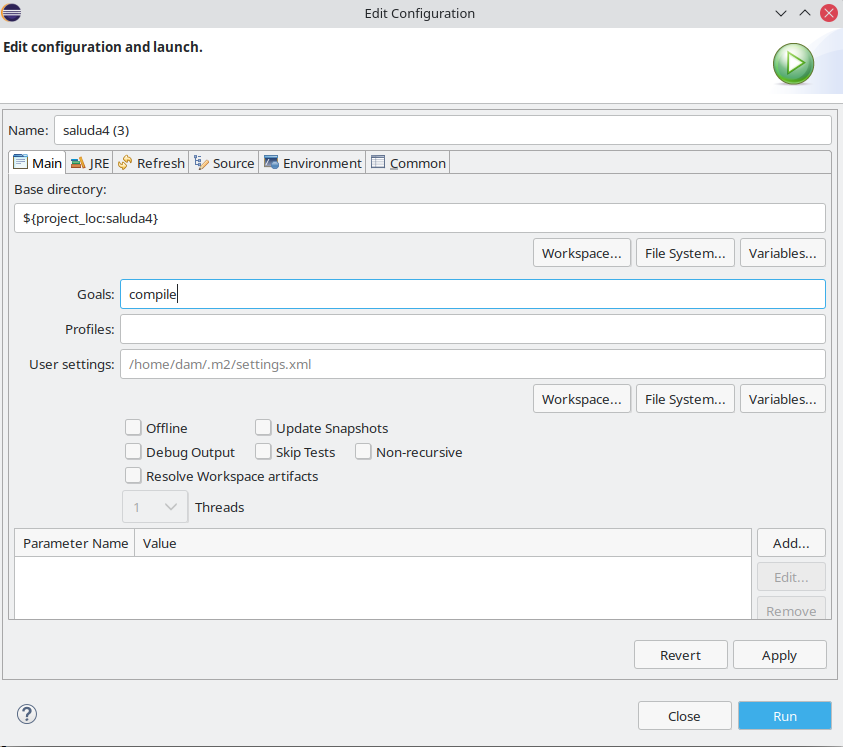 Edit Configuration
Edit configuration and launch.
Name: saluda4 (3)
Main JRE Refresh Source Environment Common
Base directory:
${project_loc:saluda4}
Workspace... File System... Variables...
Goals: compile
Profiles:
User settings: /home/dam/.m2/settings.xml
Workspace... File System... Variables...
Offline Update Snapshots
Debug Output Skip Tests Non-recursive
Resolve Workspace artifacts
1 Threads
Parameter Name Value Add...
Edit...
Remove
Revert Apply
? Close Run